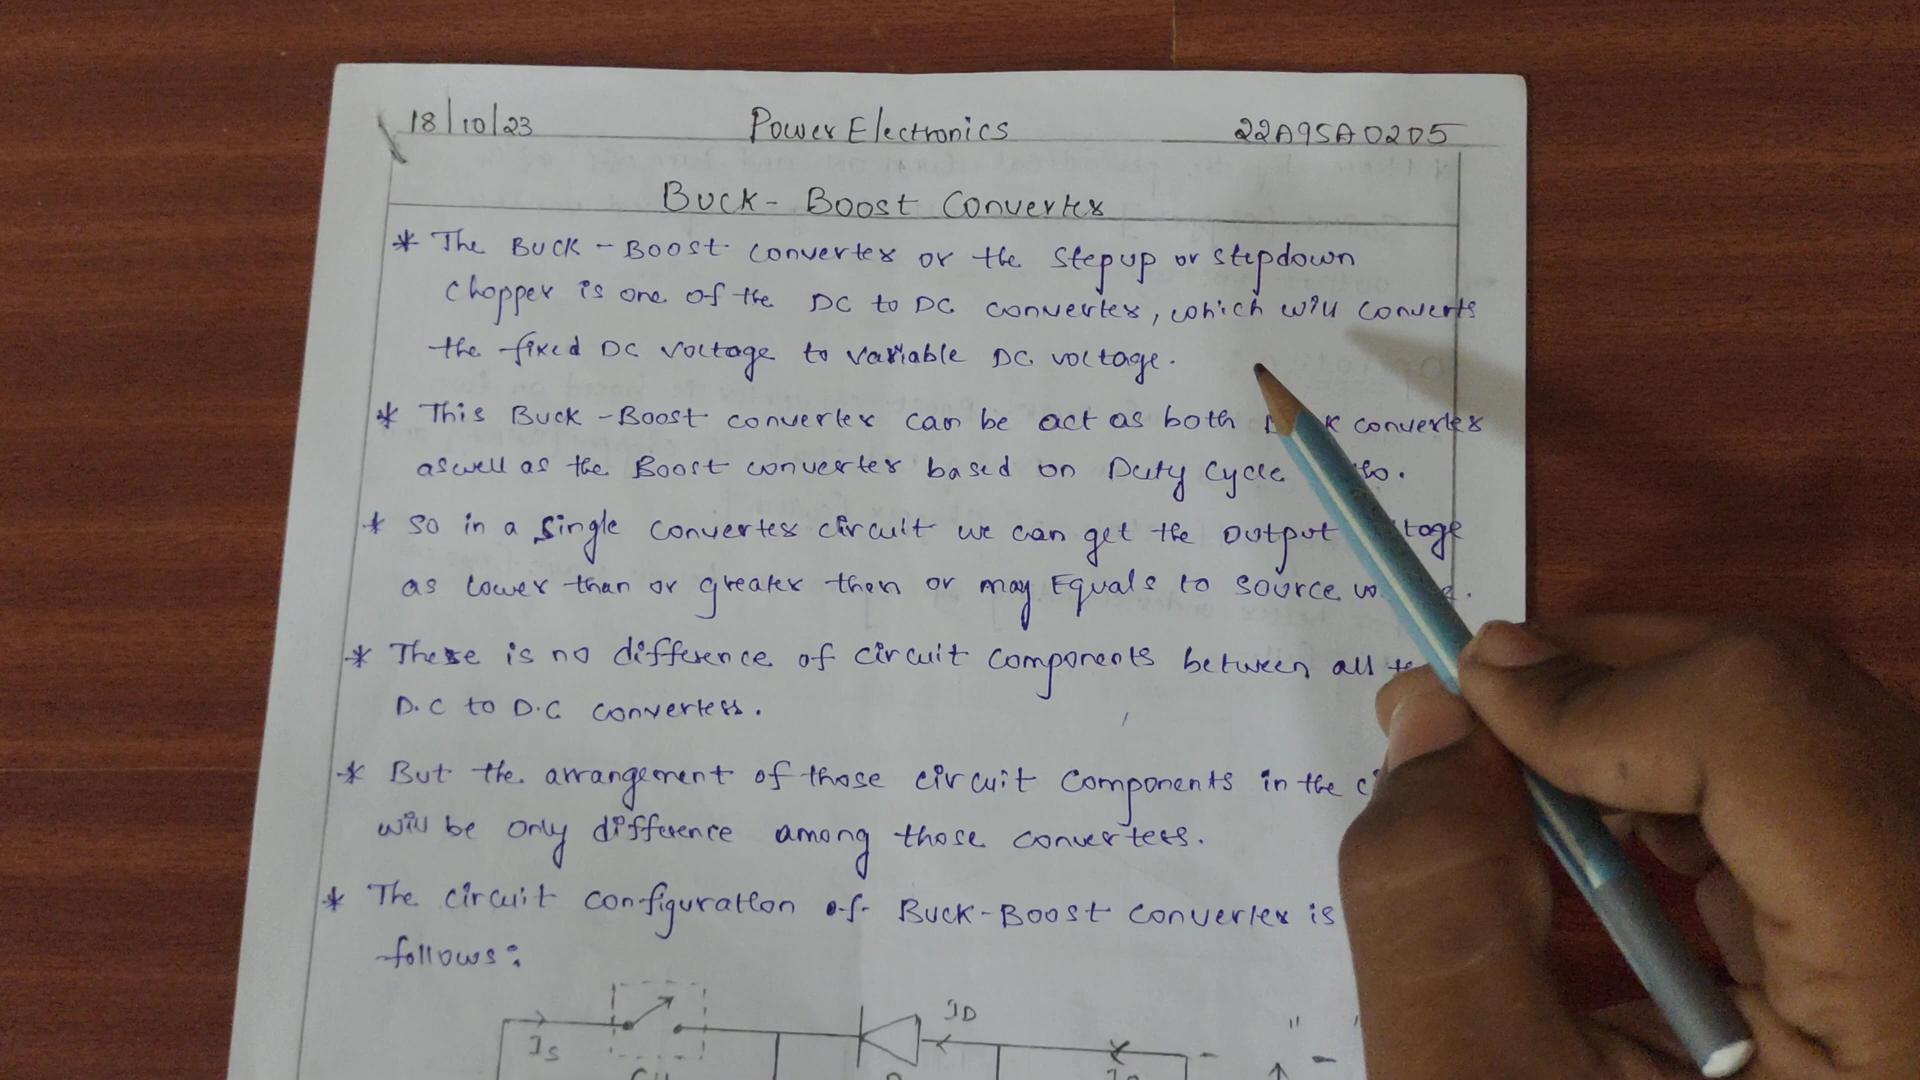 18/10/23 Power Electronics 22A95A0205
Buck - Boost Converter
* The Buck - Boost converter or the Stepup or stepdown
chopper is one of the DC to DC converter, which will converts
the fixed DC voltage to variable DC voltage.
* This Buck - Boost converter can be act as both converter
aswell as the Boost converter based on Duty Cycle
* So in a single converter circuit we can get the output
as lower than or greater then or may Equals to source
* There is no difference of circuit components between all
D.C to D.C converters.
* But the arrangement of those circuit components in the
will be only difference among those converters.
* The circuit configuration of Buck-Boost converter is
follows:
IS
ID